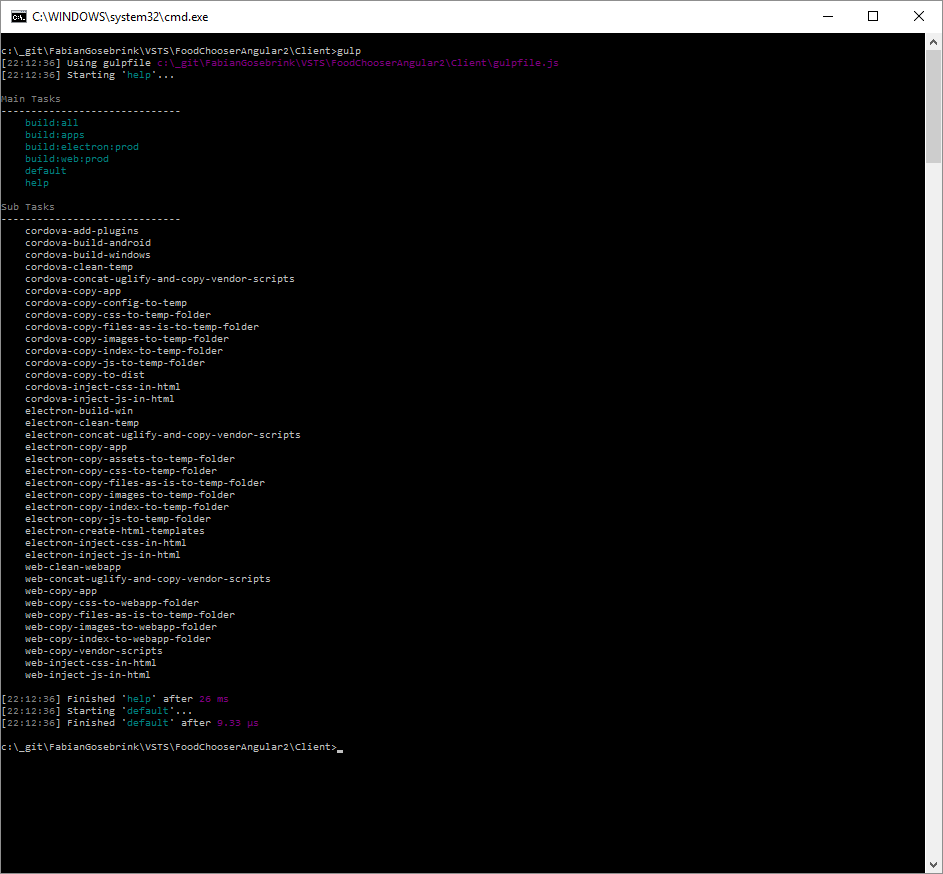 C:\WINDOWS\system32\cmd.exe
c:\_git\FabianGosebrink\VSTS\FoodChooserAngular2\Client>gulp
[22:12:36] Using gulpfile c:\_git\FabianGosebrink\VSTS\FoodChooserAngular2\Client\gulpfile.js
[22:12:36] Starting 'help'...
Main Tasks
------------------------------
build:all
build:apps
build:electron:prod
build:web:prod
default
help
Sub Tasks
------------------------------
cordova-add-plugins
cordova-build-android
cordova-build-windows
cordova-clean-temp
cordova-concat-uglify-and-copy-vendor-scripts
cordova-copy-app
cordova-copy-config-to-temp
cordova-copy-css-to-temp-folder
cordova-copy-files-as-is-to-temp-folder
cordova-copy-images-to-temp-folder
cordova-copy-index-to-temp-folder
cordova-copy-js-to-temp-folder
cordova-copy-to-dist
cordova-inject-css-in-html
cordova-inject-js-in-html
electron-build-win
electron-clean-temp
electron-concat-uglify-and-copy-vendor-scripts
electron-copy-app
electron-copy-assets-to-temp-folder
electron-copy-css-to-temp-folder
electron-copy-files-as-is-to-temp-folder
electron-copy-images-to-temp-folder
electron-copy-index-to-temp-folder
electron-copy-js-to-temp-folder
electron-create-html-templates
electron-inject-css-in-html
electron-inject-js-in-html
web-clean-webapp
web-concat-uglify-and-copy-vendor-scripts
web-copy-app
web-copy-css-to-webapp-folder
web-copy-files-as-is-to-temp-folder
web-copy-images-to-webapp-folder
web-copy-index-to-webapp-folder
web-copy-vendor-scripts
web-inject-css-in-html
web-inject-js-in-html
[22:12:36] Finished 'help' after 26 ms
[22:12:36] Starting 'default'...
[22:12:36] Finished 'default' after 9.33 μs
c:\_git\FabianGosebrink\VSTS\FoodChooserAngular2\Client>